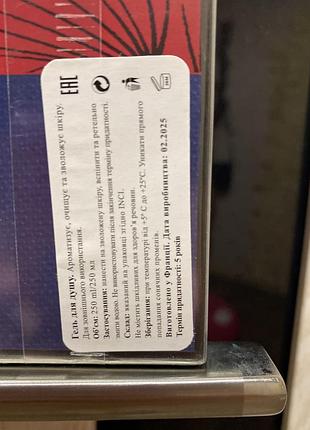 Гель для душу. Ароматизує, очищує та зволожує шкіру.
Для зовнішнього використання.
Об'єм: 250 ml/250 мл
Застосування: нанести на зволожену шкіру, вспінити та ретельно
змити водою. Не використовувати після закінчення терміну придатності.
Склад: вказаний на упаковці згідно INCI.
Не містить шкідливих для здоров'я речовин.
Зберігання: при температурі від +5° С до +25°С. Уникати прямого
попадання сонячних променів.
Виготовлено у Франції. Дата виробництва: 02.2025
Термін придатності: 5 років
EAC